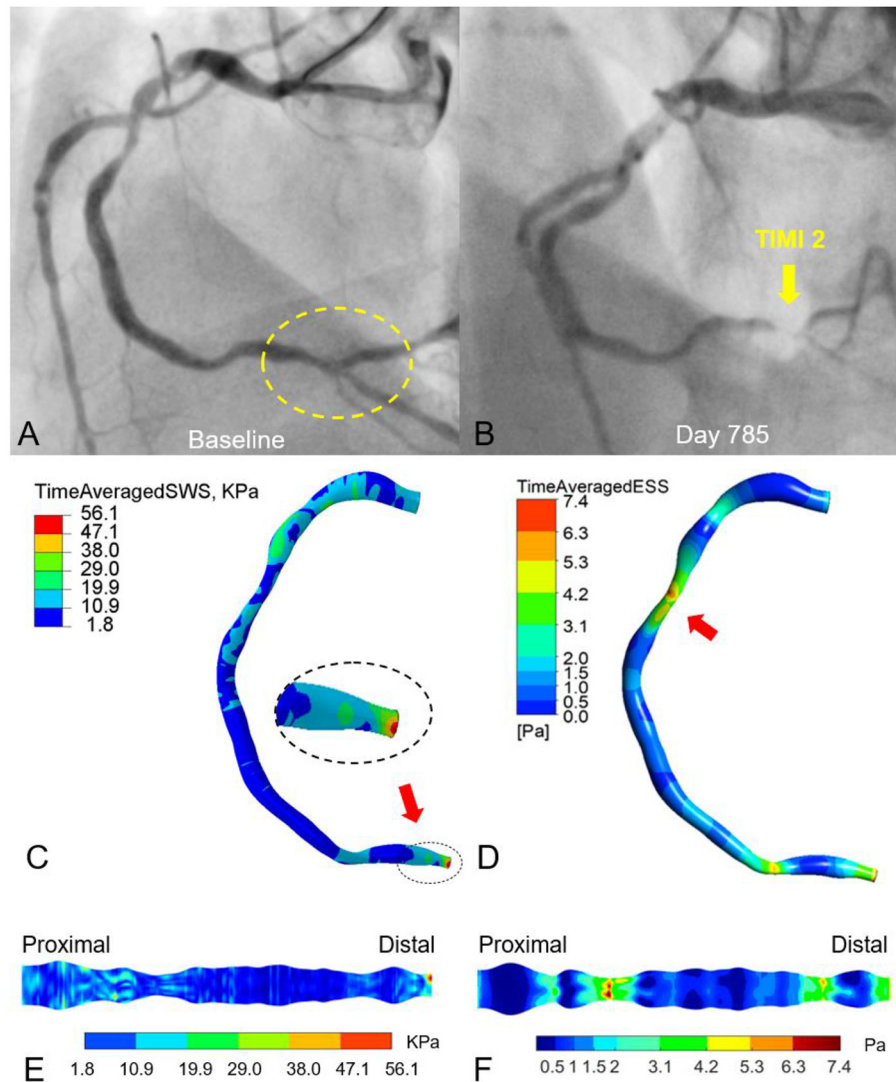 TIMI 2
A
Baseline
B
Day 785
TimeAveragedSWS, KPa
56.1
47.1
38.0
29.0
19.9
10.9
1.8
C
TimeAveragedESS
7.4
6.3
5.3
4.2
3.1
2.0
1.5
1.0
0.5
0.0
[Pa]
D
Proximal
Distal
KPa
1.8 10.9 19.9 29.0 38.0 47.1 56.1
E
Proximal
Distal
Pa
0.5 1 1.5 2 3.1 4.2 5.3 6.3 7.4
F